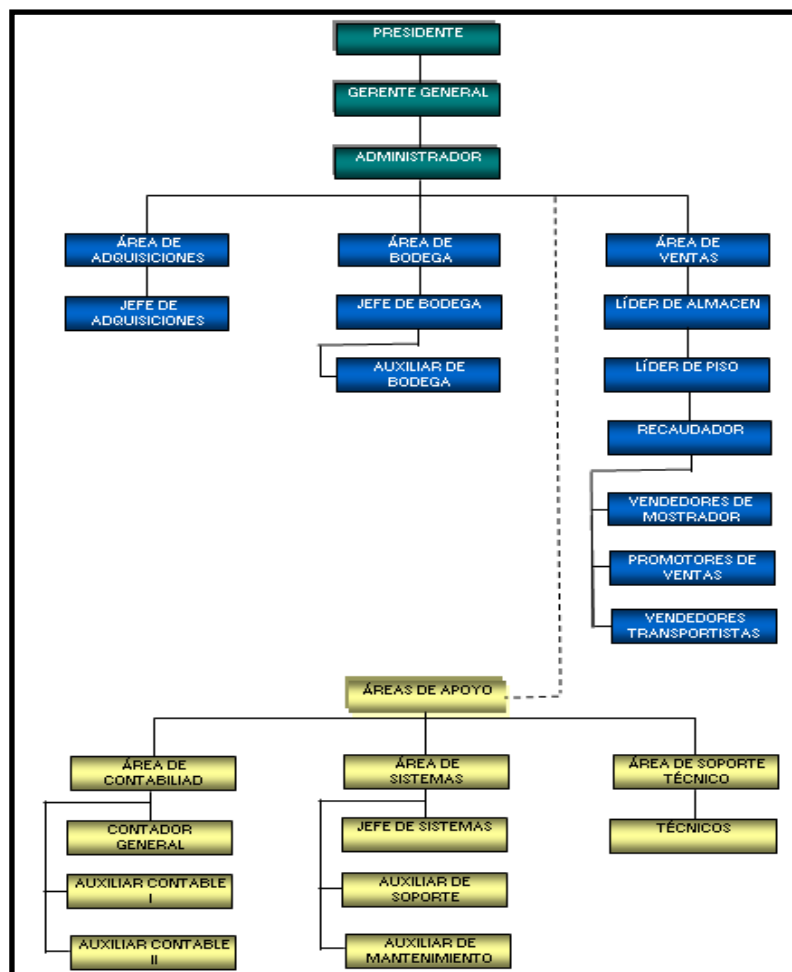 PRESIDENTE
GERENTE GENERAL
ADMINISTRADOR
ÁREA DE
ADQUISICIONES
ÁREA DE
BODEGA
ÁREA DE
VENTAS
JEFE DE
ADQUISICIONES
JEFE DE BODEGA
LÍDER DE ALMACEN
AUXILIAR DE
BODEGA
LÍDER DE PISO
RECAUDADOR
VENDEDORES DE
MOSTRADOR
PROMOTORES DE
VENTAS
VENDEDORES
TRANSPORTISTAS
ÁREAS DE APOYO
ÁREA DE
CONTABILIAD
ÁREA DE
SISTEMAS
ÁREA DE SOPORTE
TÉCNICO
CONTADOR
GENERAL
JEFE DE SISTEMAS
TÉCNICOS
AUXILIAR CONTABLE
I
AUXILIAR DE
SOPORTE
AUXILIAR CONTABLE
II
AUXILIAR DE
MANTENIMIENTO